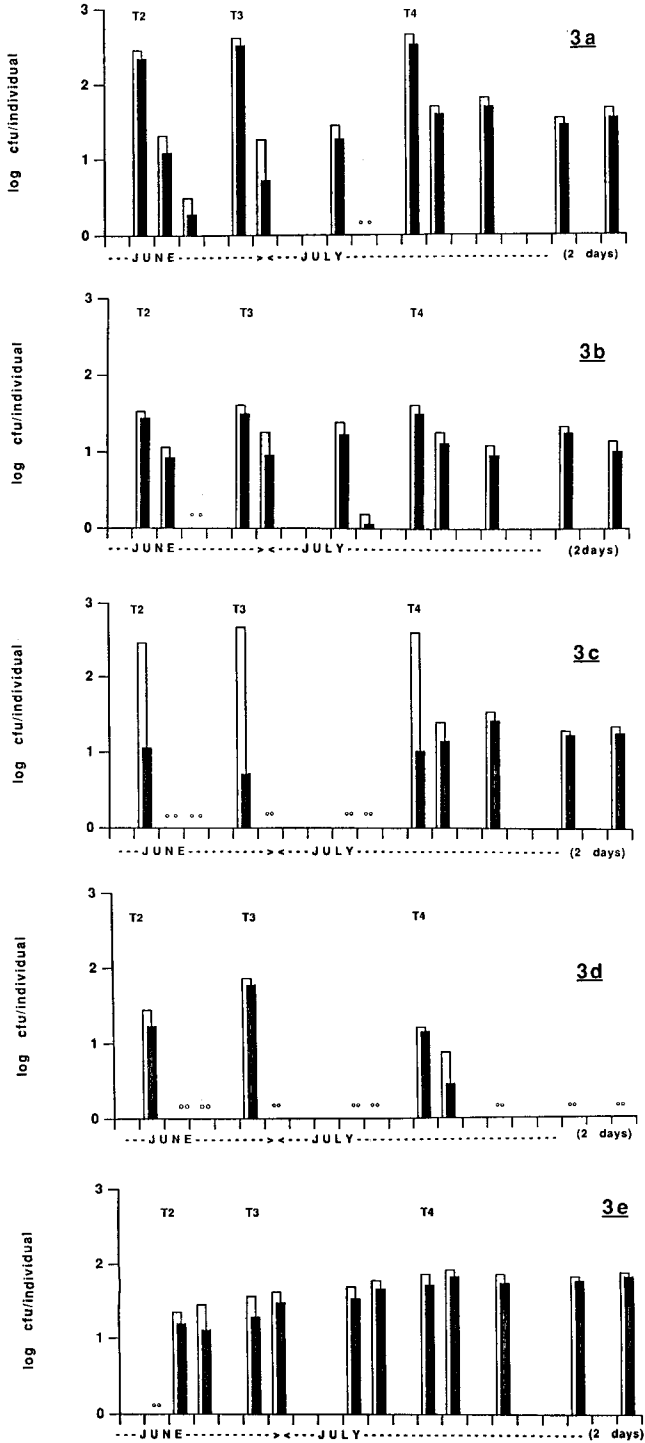 3
T2 T3 T4
3a
2
log cfu/individual
1
0
---JUNE------------><----JULY--------------------------- (2 days)
3
T2 T3 T4
3b
2
log cfu/individual
1
0
---JUNE------------><----JULY--------------------------- (2days)
3
T2 T3 T4
3c
2
log cfu/individual
1
0
---JUNE------------><----JULY--------------------------- (2 days)
3
T2 T3 T4
3d
2
log cfu/individual
1
0
---JUNE------------><----JULY--------------------------- (2 days)
3
T2 T3 T4
3e
2
log cfu/individual
1
0
----JUNE------------><----JULY--------------------------- (2 days)